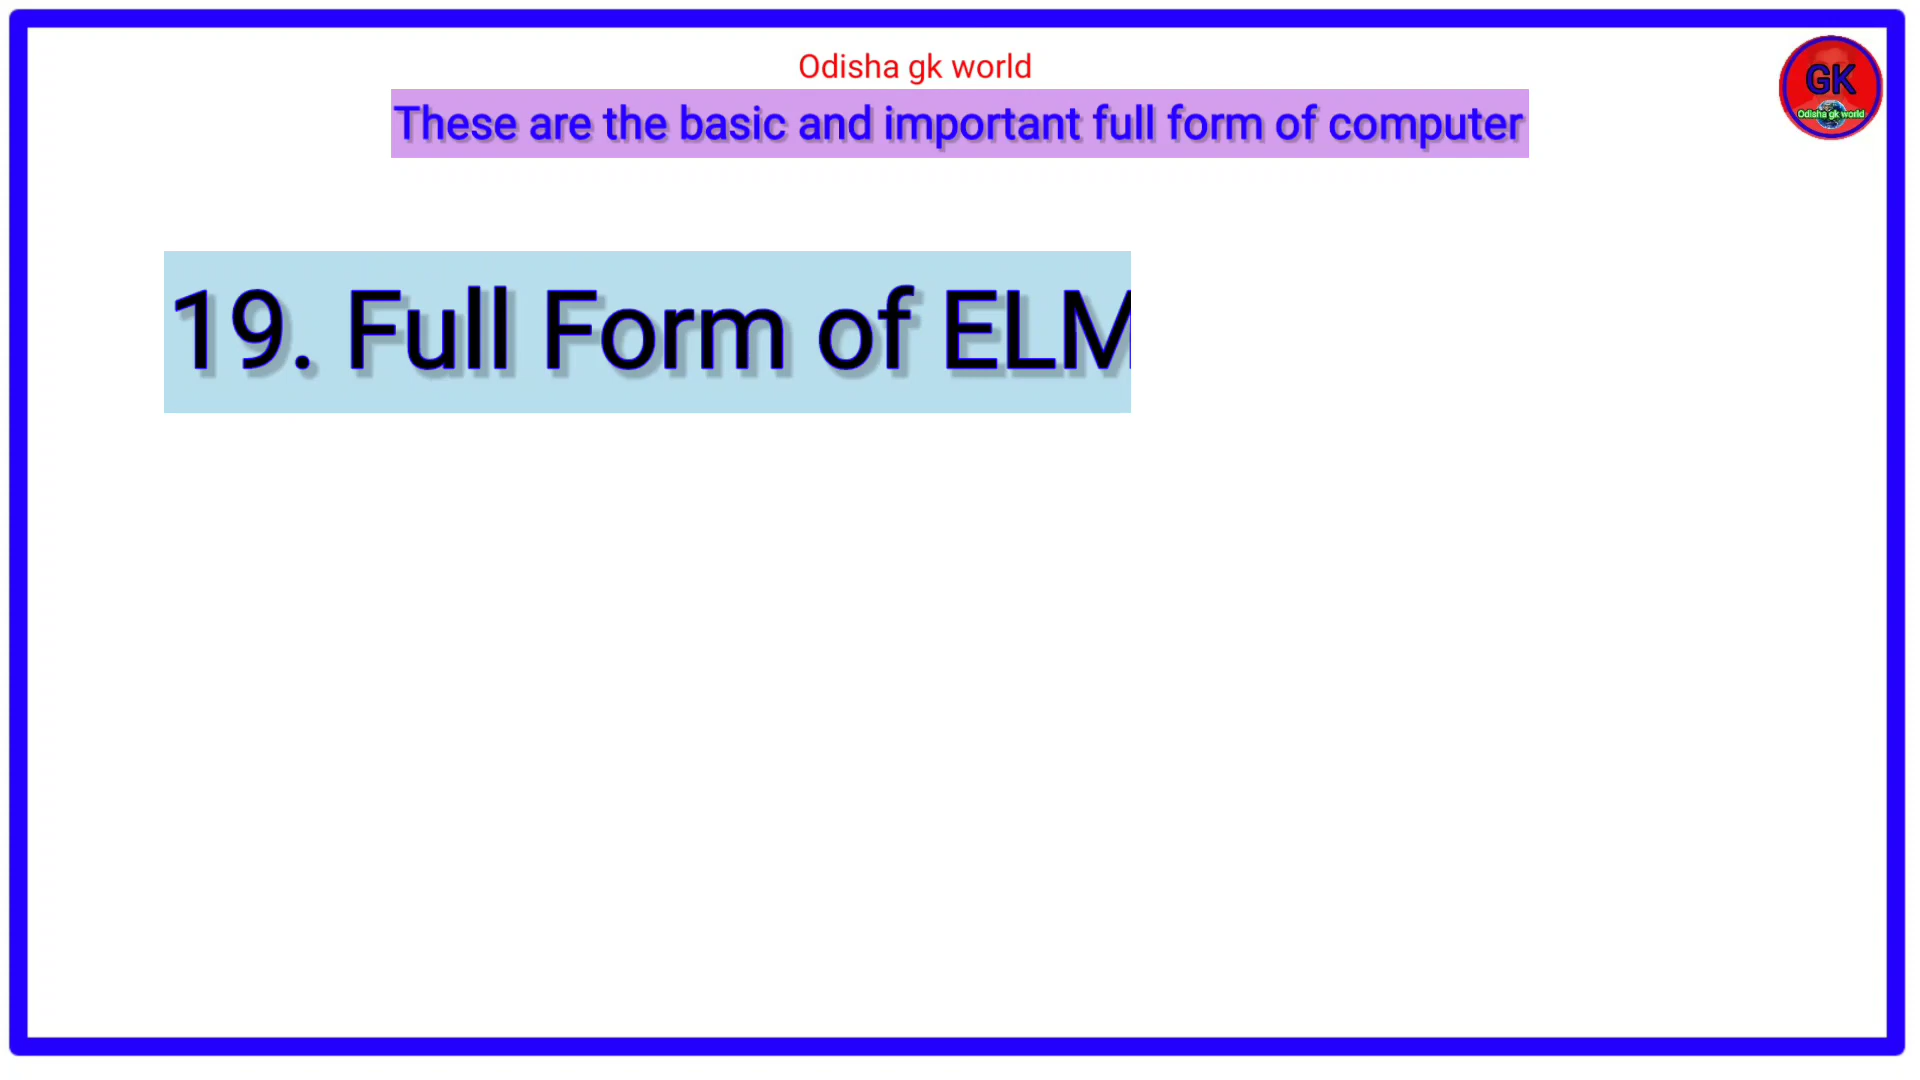 Odisha gk world
These are the basic and important full form of computer
GK
Odisha gk world
19. Full Form of ELM